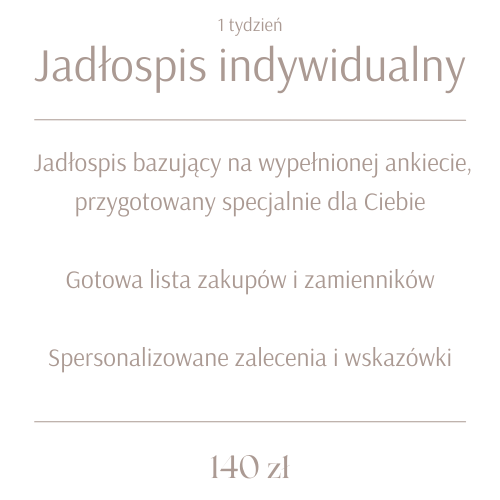 1 tydzień
Jadłospis indywidualny
Jadłospis bazujący na wypełnionej ankiecie,
przygotowany specjalnie dla Ciebie
Gotowa lista zakupów i zamienników
Spersonalizowane zalecenia i wskazówki
140 zł